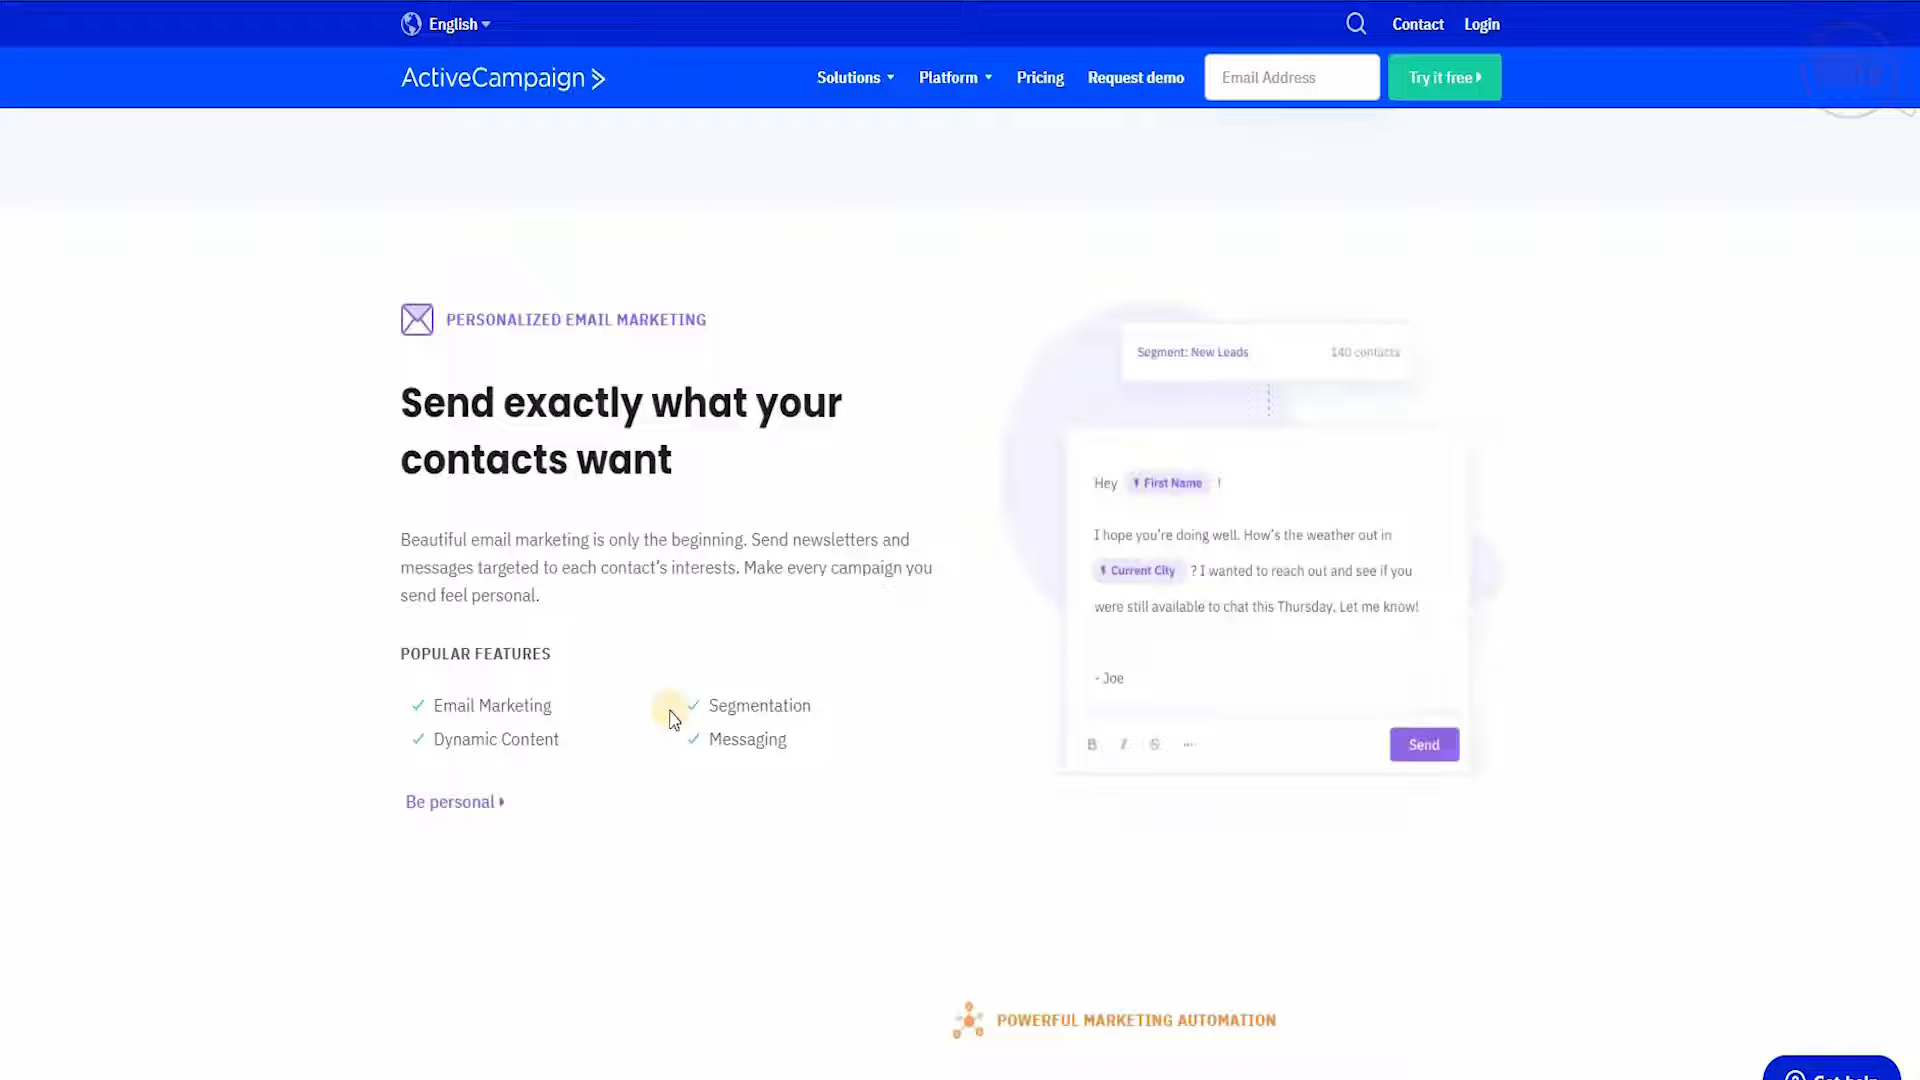 English
Contact
Login
ActiveCampaign >
Solutions
Platform
Pricing
Request demo
Email Address
Try it free
PERSONALIZED EMAIL MARKETING
Send exactly what your
contacts want
Beautiful email marketing is only the beginning. Send newsletters and
messages targeted to each contact's interests. Make every campaign you
send feel personal.
POPULAR FEATURES
Email Marketing
Segmentation
Dynamic Content
Messaging
Be personal
Segment: New Leads
140 contacts
Hey First Name !
I hope you're doing well. How's the weather out in
Current City ? I wanted to reach out and see if you
were still available to chat this Thursday. Let me know!
- Joe
B I S ...
Send
POWERFUL MARKETING AUTOMATION
Get help